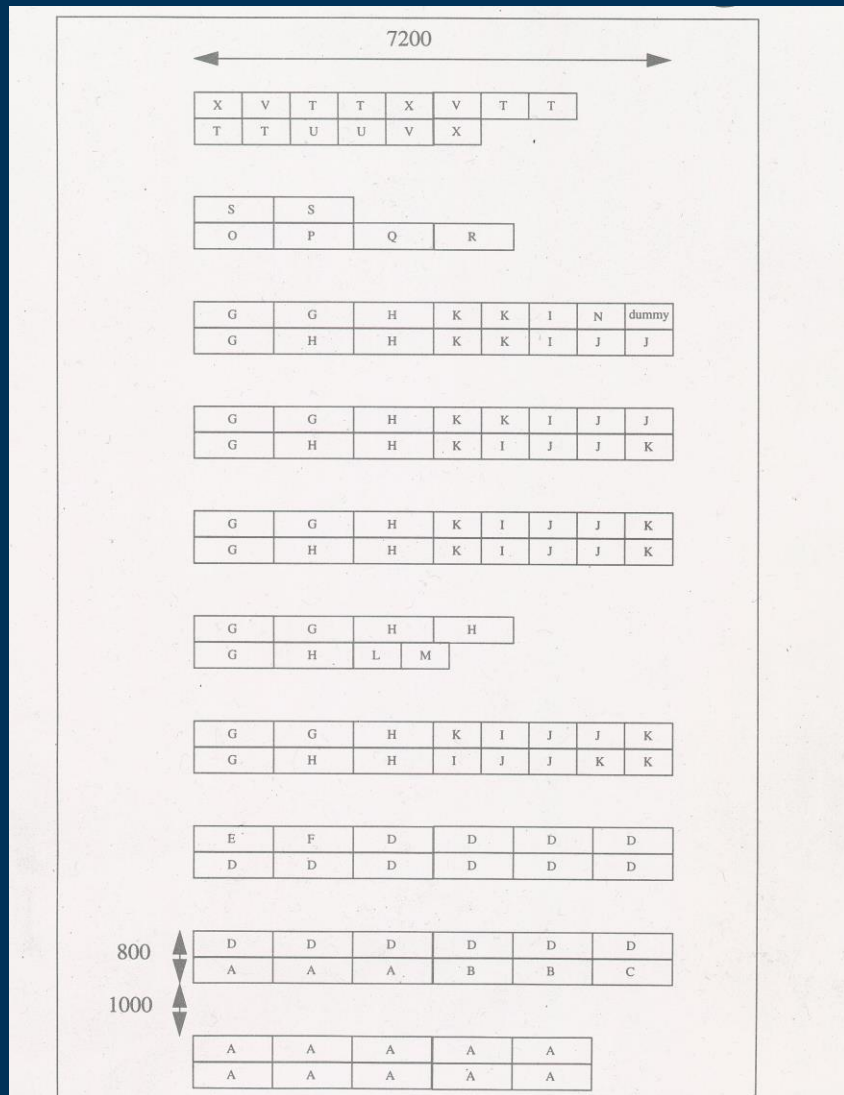 7200
X V T T X V T T
T T U U V X
S S
O P Q R
G G H K K I N dummy
G H H K K I J J
G G H K K I J J
G H H K I J J K
G G H K I J J K
G H H K I J J K
G G H H
G H L M
G G H K I J J K
G H H I J J K K
E F D D D D
D D D D D D
800
D D D D D D
A A A B B C
1000
A A A A A
A A A A A